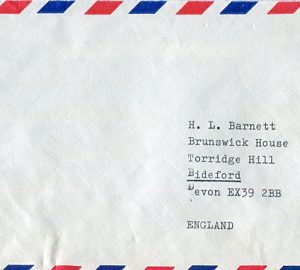 H. L. Barnett
Brunswick House
Torridge Hill
Bideford
Devon EX39 2BB
ENGLAND